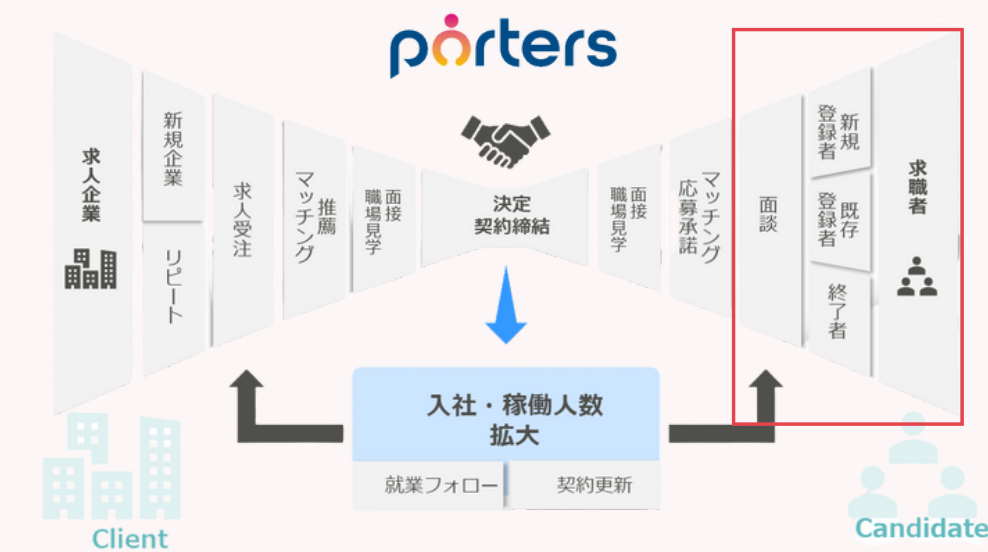 porters
求人企業
新規企業
リピート
求人受注
推薦
マッチング
面接
職場見学
決定
契約締結
面接
職場見学
マッチング
応募承諾
面談
新規
登録者
既存
登録者
終了者
求職者
入社・稼働人数
拡大
就業フォロー
契約更新
Client
Candidate